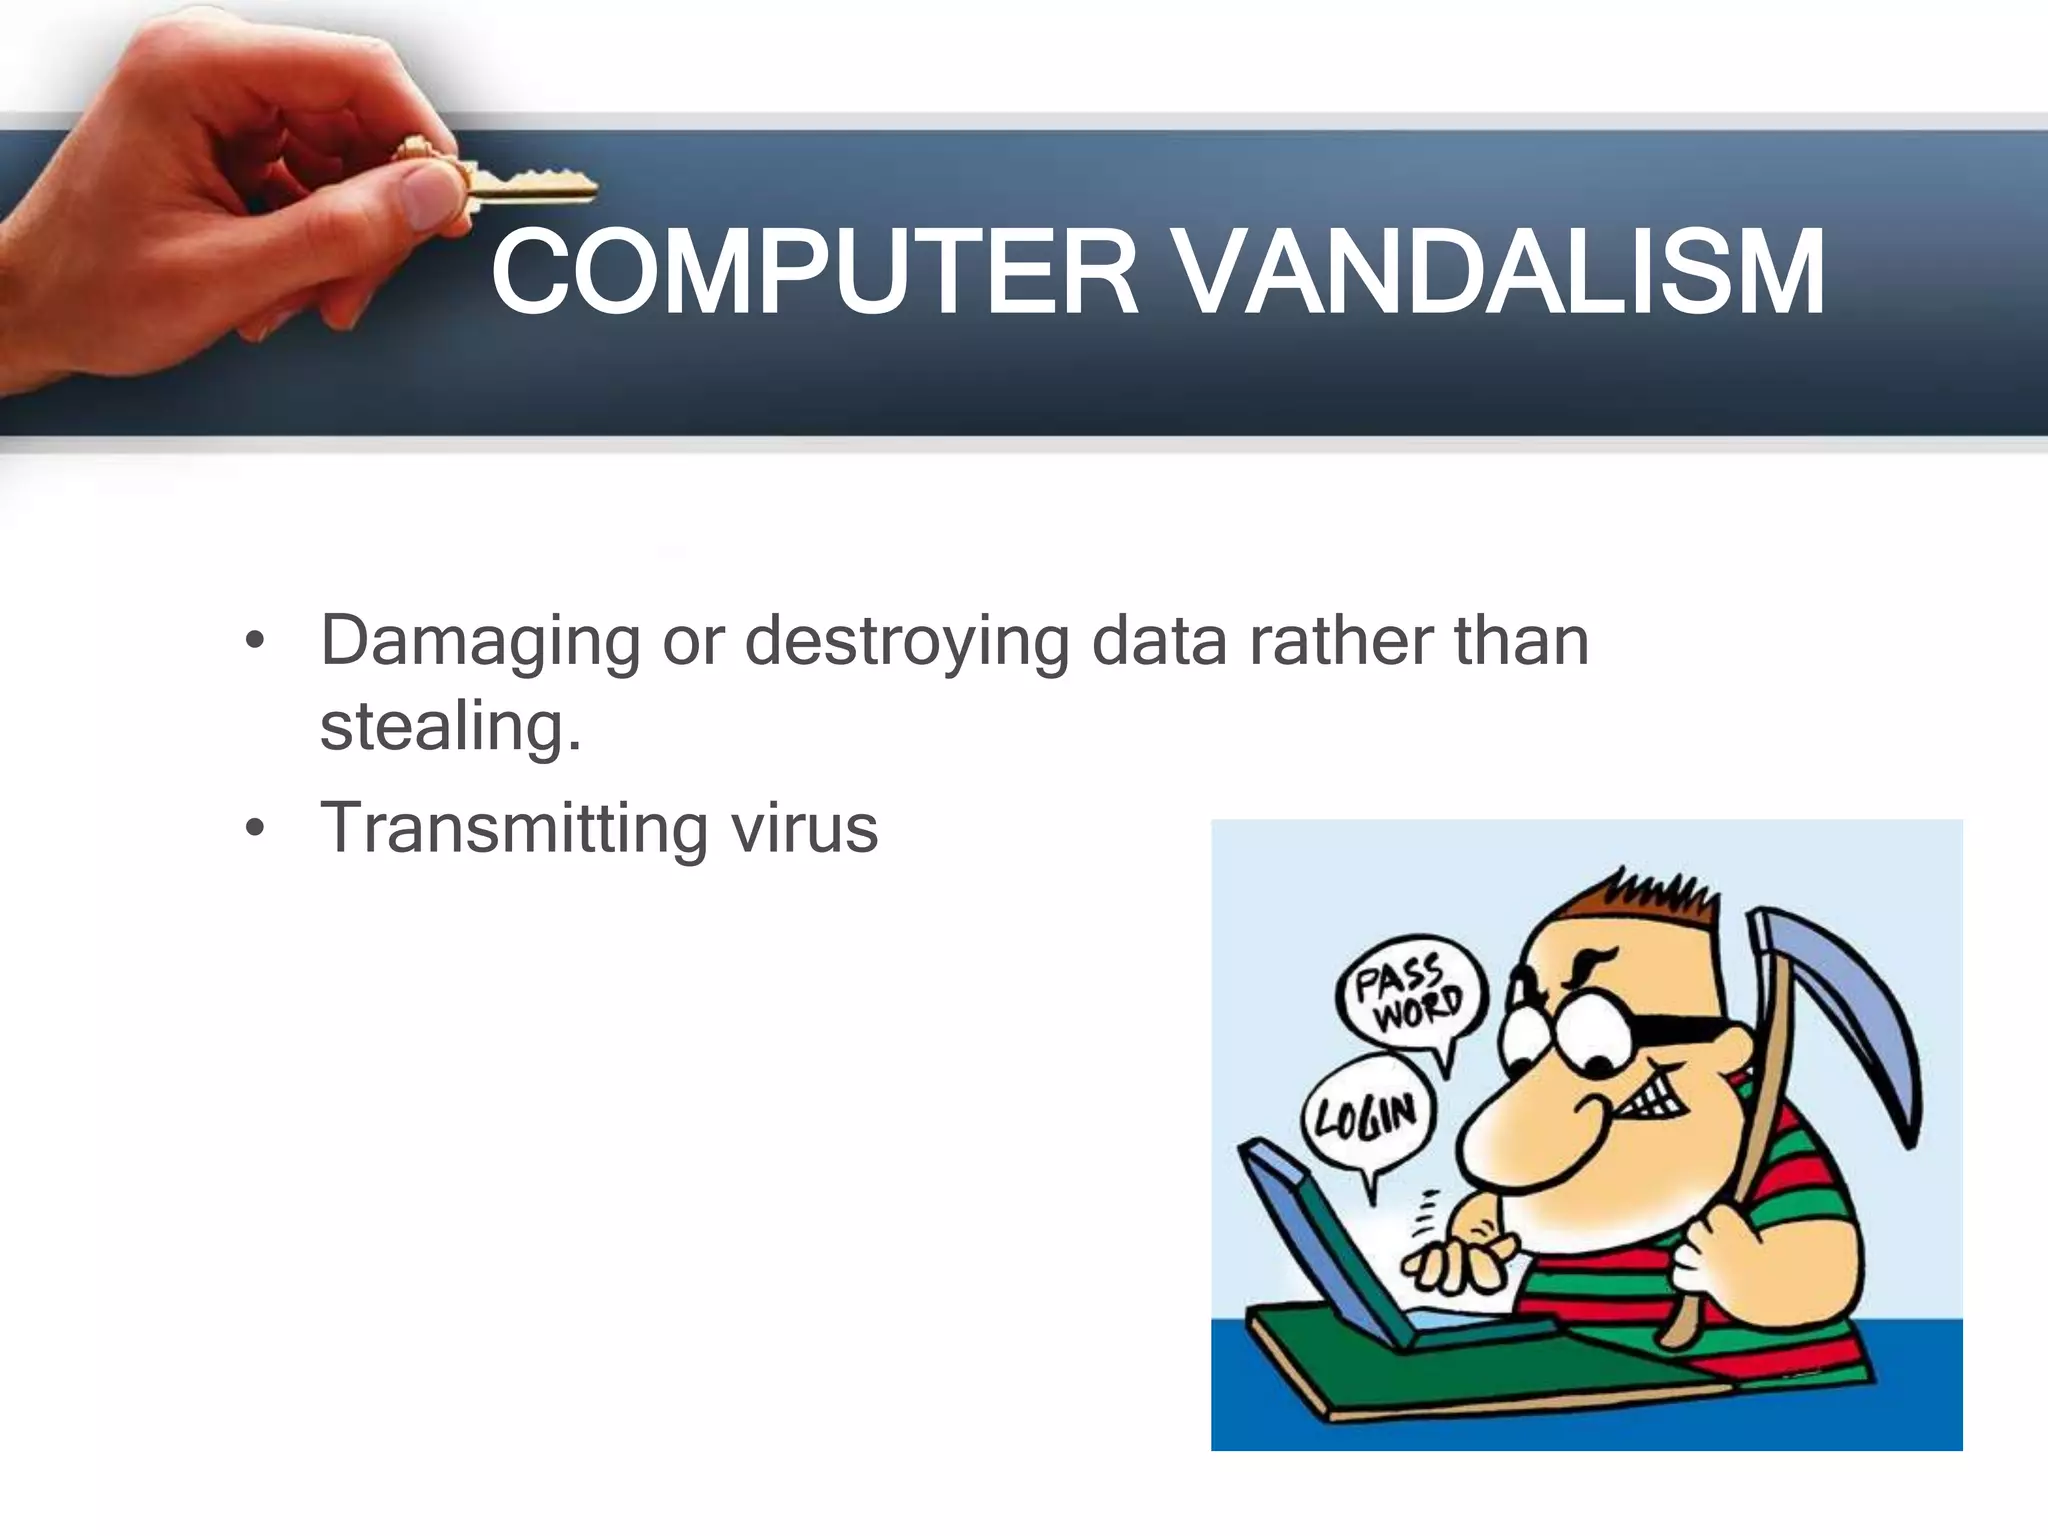 COMPUTER VANDALISM
• Damaging or destroying data rather than
stealing.
• Transmitting virus
PASS
WORD
LOGIN